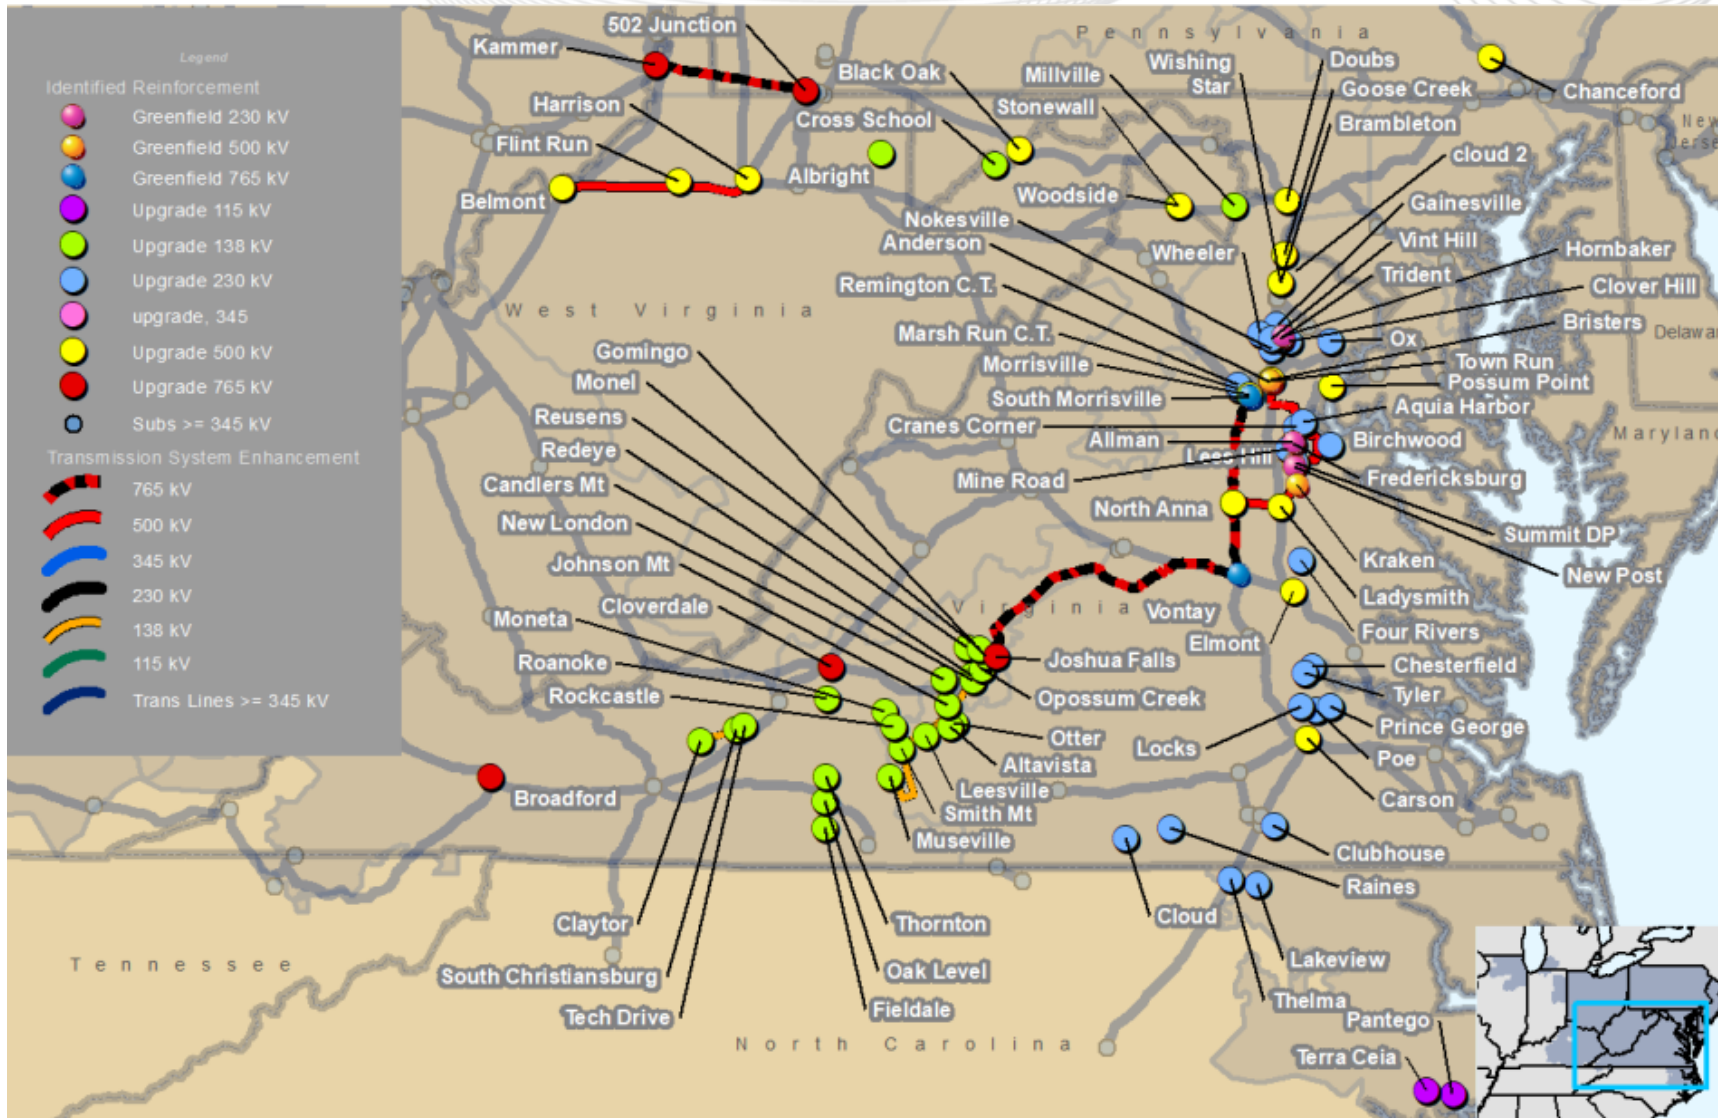 Legend
Identified Reinforcement
Greenfield 230 kV
Greenfield 500 kV
Greenfield 765 kV
Upgrade 115 kV
Upgrade 138 kV
Upgrade 230 kV
upgrade, 345
Upgrade 500 kV
Upgrade 765 kV
Subs >= 345 kV
Transmission System Enhancement
765 kV
500 kV
345 kV
230 kV
138 kV
115 kV
Trans Lines >= 345 kV
502 Junction
Kammer
Pennsylvania
Wishing
Star
Doubs
Black Oak
Millville
Goose Creek
Chanceford
Harrison
Stonewall
Cross School
Brambleton
New
Flint Run
cloud 2
Albright
Belmont
Woodside
Gainesville
Nokesville
Anderson
Wheeler
Vint Hill
Hornbaker
Trident
Remington C.T.
Clover Hill
West Virginia
Bristers
Marsh Run C.T.
Ox
Gomingo
Morrisville
Town Run
Monel
Possum Point
South Morrisville
Aquia Harbor
Reusens
Cranes Corner
Allman
Birchwood
Redeye
Less Hill
Mine Road
Fredericksburg
Candlers Mt
North Anna
New London
Summit DP
Johnson Mt
Kraken
New Post
Cloverdale
Virginia
Vontay
Ladysmith
Moneta
Elmont
Four Rivers
Roanoke
Joshua Falls
Chesterfield
Rockcastle
Opossum Creek
Tyler
Otter
Prince George
Locks
Altavista
Poe
Broadford
Leesville
Carson
Smith Mt
Museville
Clubhouse
Raines
Claytor
Thornton
Cloud
Tennessee
South Christiansburg
Oak Level
Lakeview
Tech Drive
Fieldale
Thelma
Pantego
North Carolina
Terra Ceia